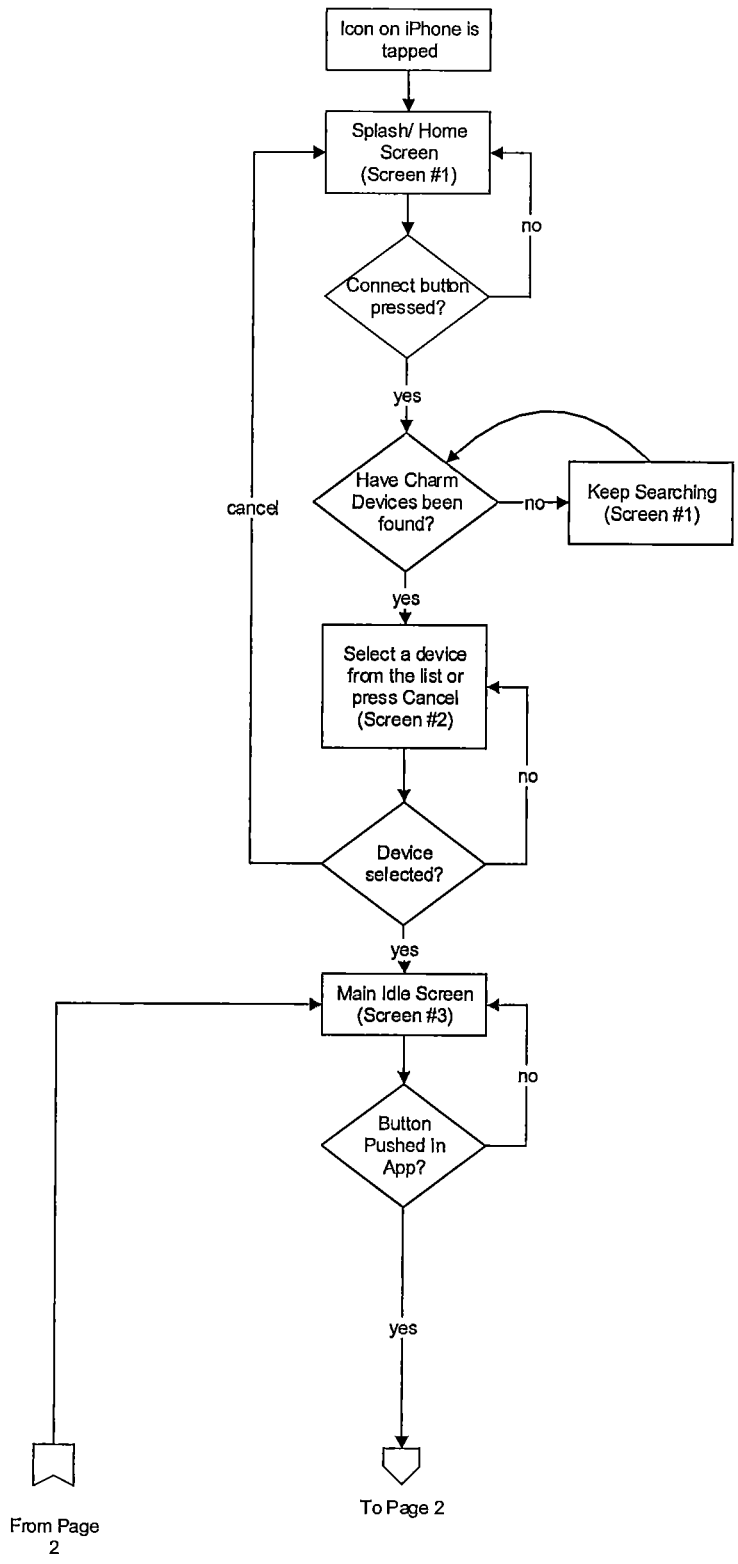 Icon on iPhone is
tapped
Splash/ Home
Screen
(Screen #1)
no
Connect button
pressed?
yes
Have Charm
Devices been
found?
no
Keep Searching
(Screen #1)
cancel
yes
Select a device
from the list or
press Cancel
(Screen #2)
no
Device
selected?
yes
Main Idle Screen
(Screen #3)
no
Button
Pushed in
App?
yes
To Page 2
From Page
2